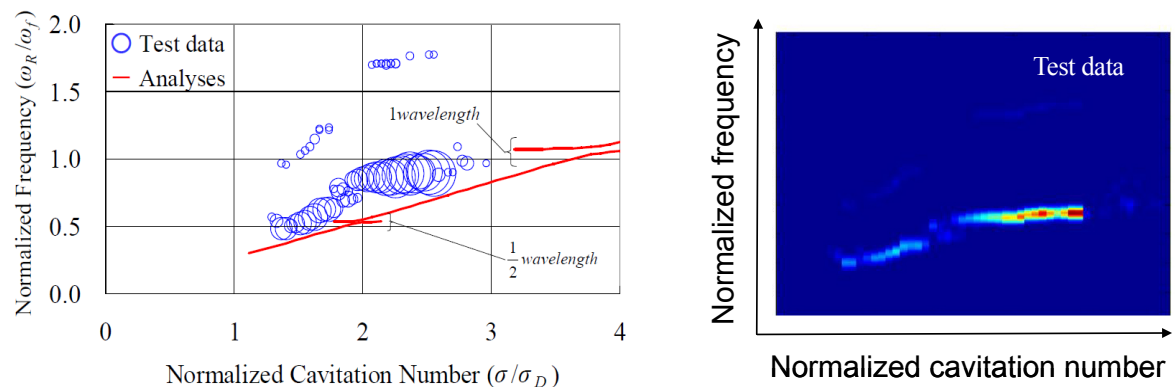 Normalized Frequency (ω_R/ω_f)
2.0
1.5
1.0
0.5
0.0
Test data
Analyses
1wavelength
1/2 wavelength
0 1 2 3 4
Normalized Cavitation Number (σ/σ_D)
Normalized frequency
Test data
Normalized cavitation number